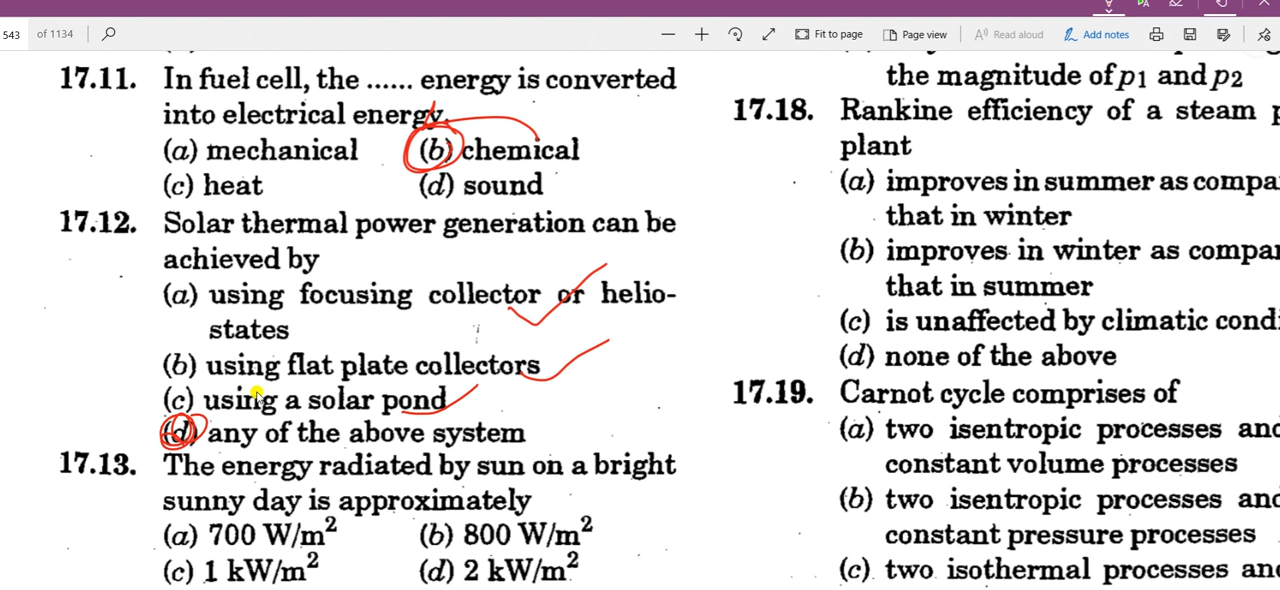 543 of 1134
Fit to page
Page view
Read aloud
Add notes
17.11. In fuel cell, the ...... energy is converted
into electrical energy.
(a) mechanical (b) chemical
(c) heat (d) sound
17.12. Solar thermal power generation can be
achieved by
(a) using focusing collector or helio-
states
(b) using flat plate collectors
(c) using a solar pond
(d) any of the above system
17.13. The energy radiated by sun on a bright
sunny day is approximately
(a) 700 W/m² (b) 800 W/m²
(c) 1 kW/m² (d) 2 kW/m²
the magnitude of p1 and p2
17.18. Rankine efficiency of a steam
plant
(a) improves in summer as
that in winter
(b) improves in winter as
that in summer
(c) is unaffected by climatic
(d) none of the above
17.19. Carnot cycle comprises of
(a) two isentropic processes
constant volume processes
(b) two isentropic processes
constant pressure processes
(c) two isothermal processes